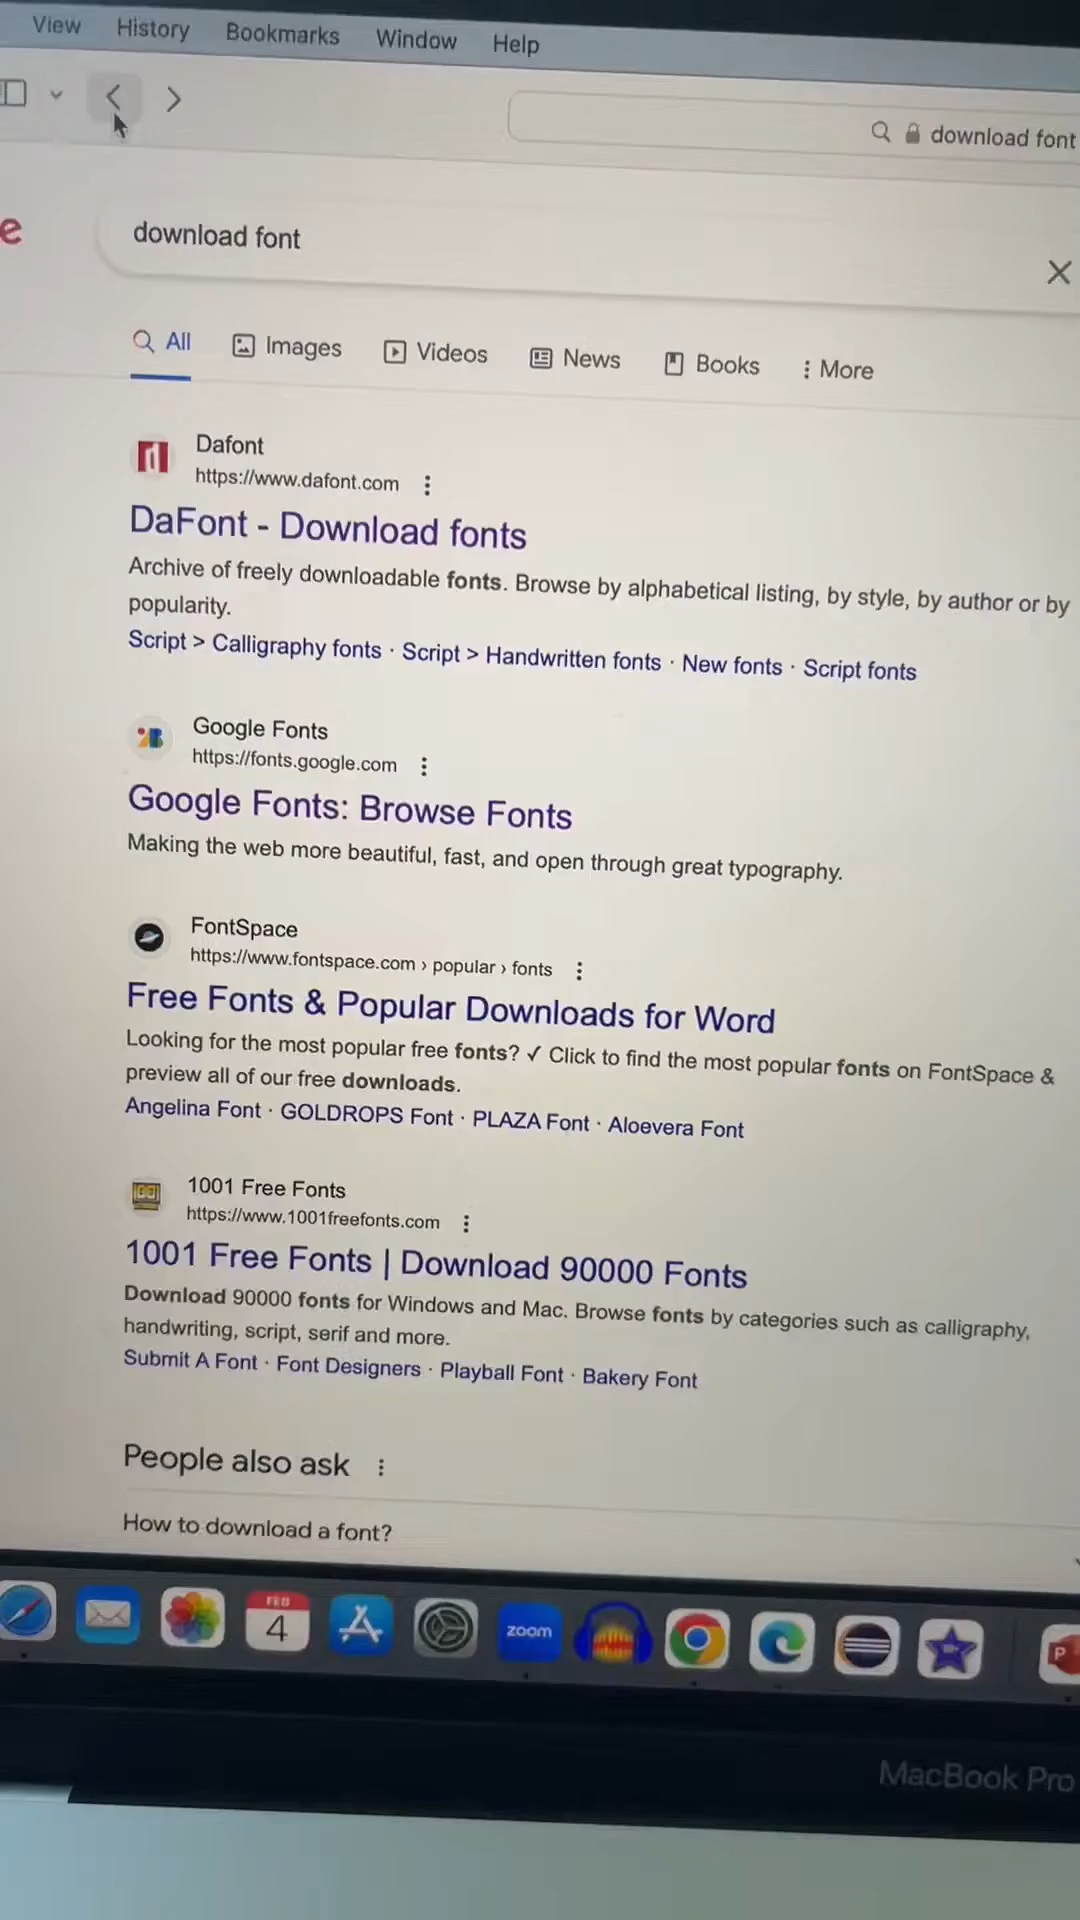 View History Bookmarks Window Help
download font
e
download font
All Images Videos News Books More
Dafont
https://www.dafont.com
DaFont - Download fonts
Archive of freely downloadable fonts. Browse by alphabetical listing, by style, by author or by
popularity.
Script > Calligraphy fonts · Script > Handwritten fonts · New fonts · Script fonts
Google Fonts
https://fonts.google.com
Google Fonts: Browse Fonts
Making the web more beautiful, fast, and open through great typography.
FontSpace
https://www.fontspace.com › popular › fonts
Free Fonts & Popular Downloads for Word
Looking for the most popular free fonts? ✓ Click to find the most popular fonts on FontSpace &
preview all of our free downloads.
Angelina Font · GOLDROPS Font · PLAZA Font · Aloevera Font
1001 Free Fonts
https://www.1001freefonts.com
1001 Free Fonts | Download 90000 Fonts
Download 90000 fonts for Windows and Mac. Browse fonts by categories such as calligraphy,
handwriting, script, serif and more.
Submit A Font · Font Designers · Playball Font · Bakery Font
People also ask
How to download a font?
FEB
4
zoom
P
MacBook Pro